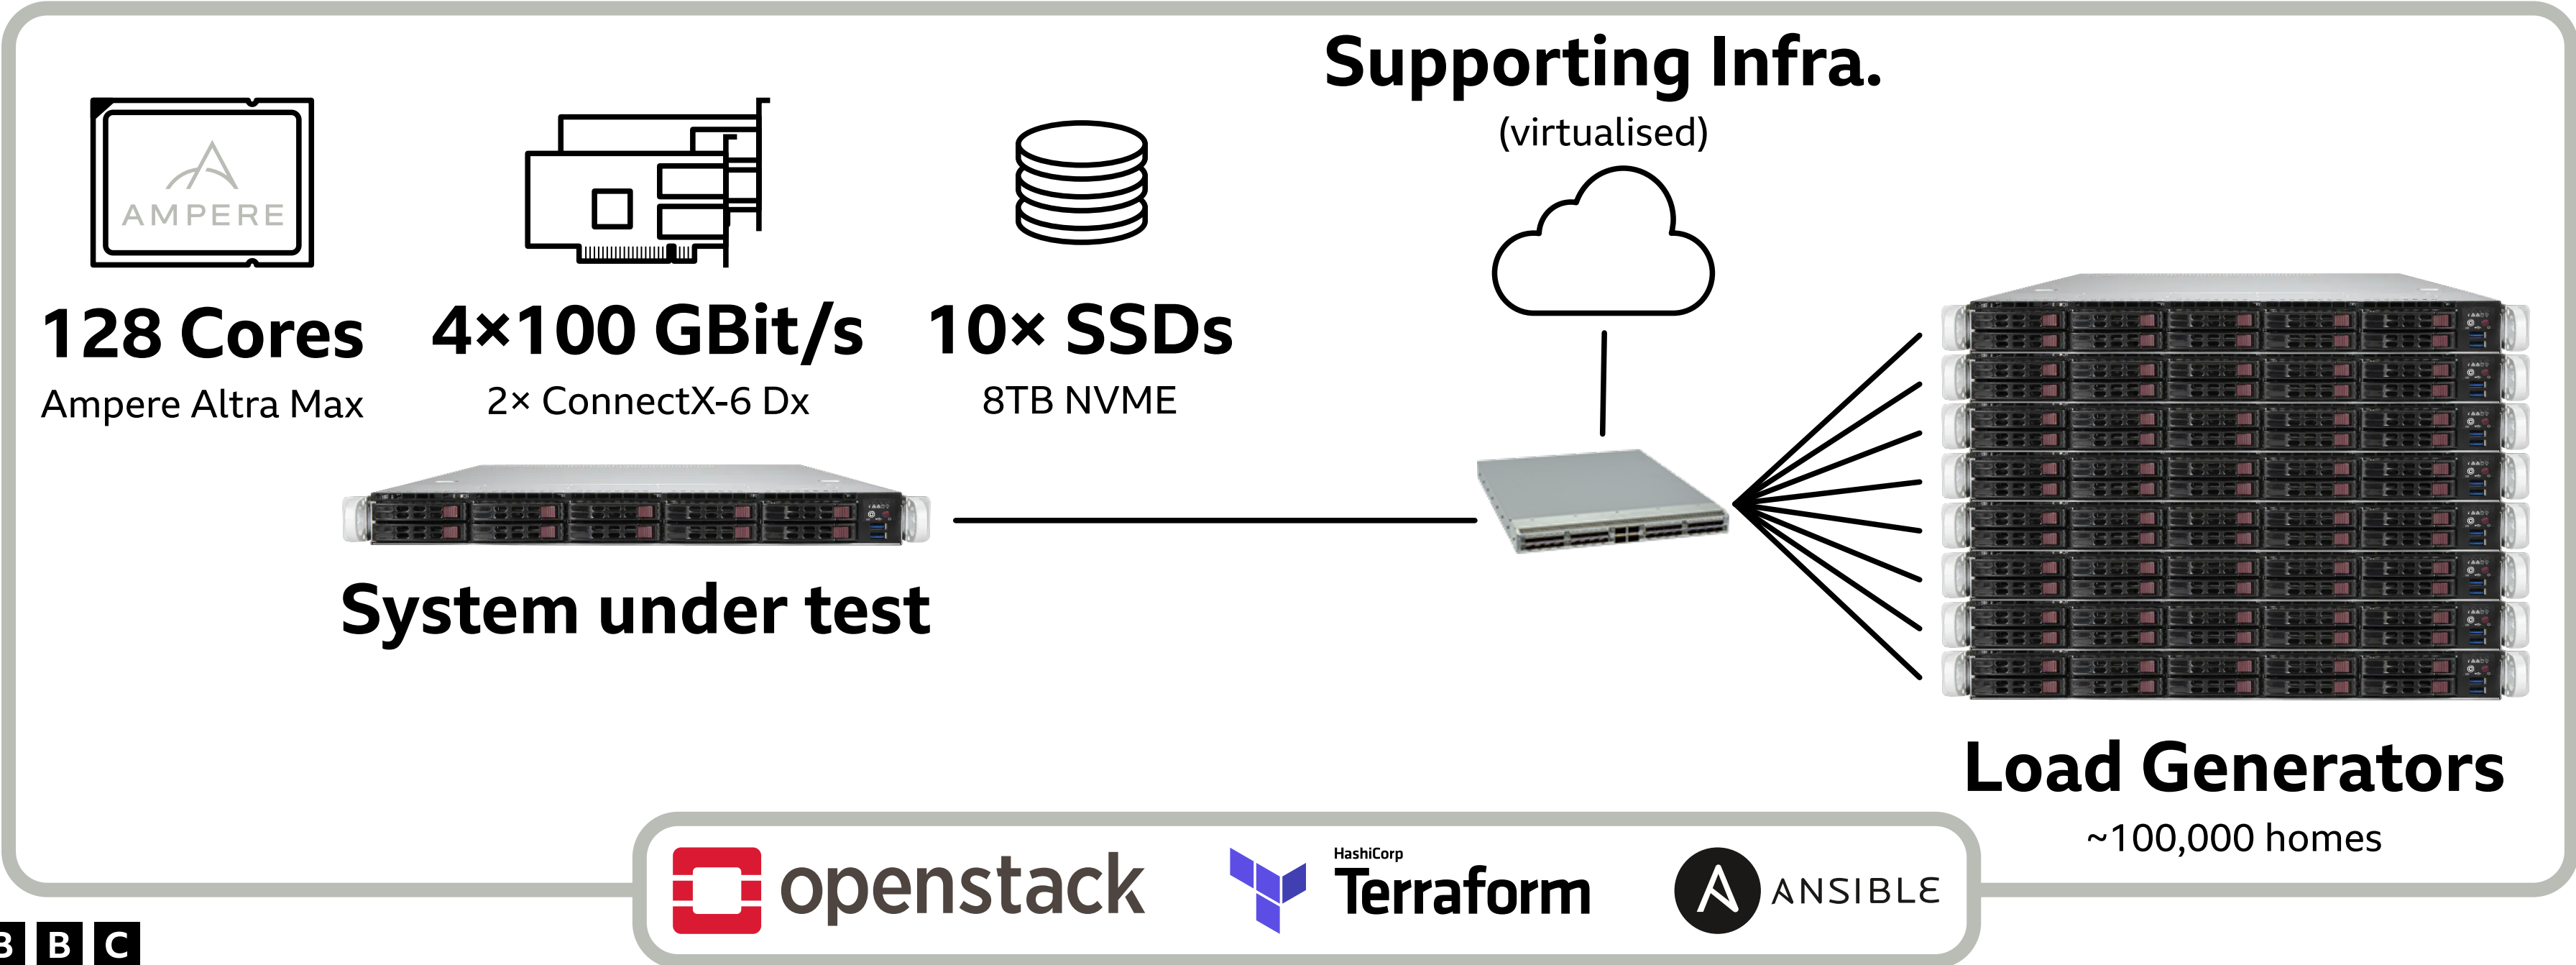 Supporting Infra.
(virtualised)
AMPERE
128 Cores
Ampere Altra Max
4×100 GBit/s
2× ConnectX-6 Dx
10× SSDs
8TB NVME
System under test
Load Generators
~100,000 homes
openstack
HashiCorp
Terraform
ANSIBLE
BBC